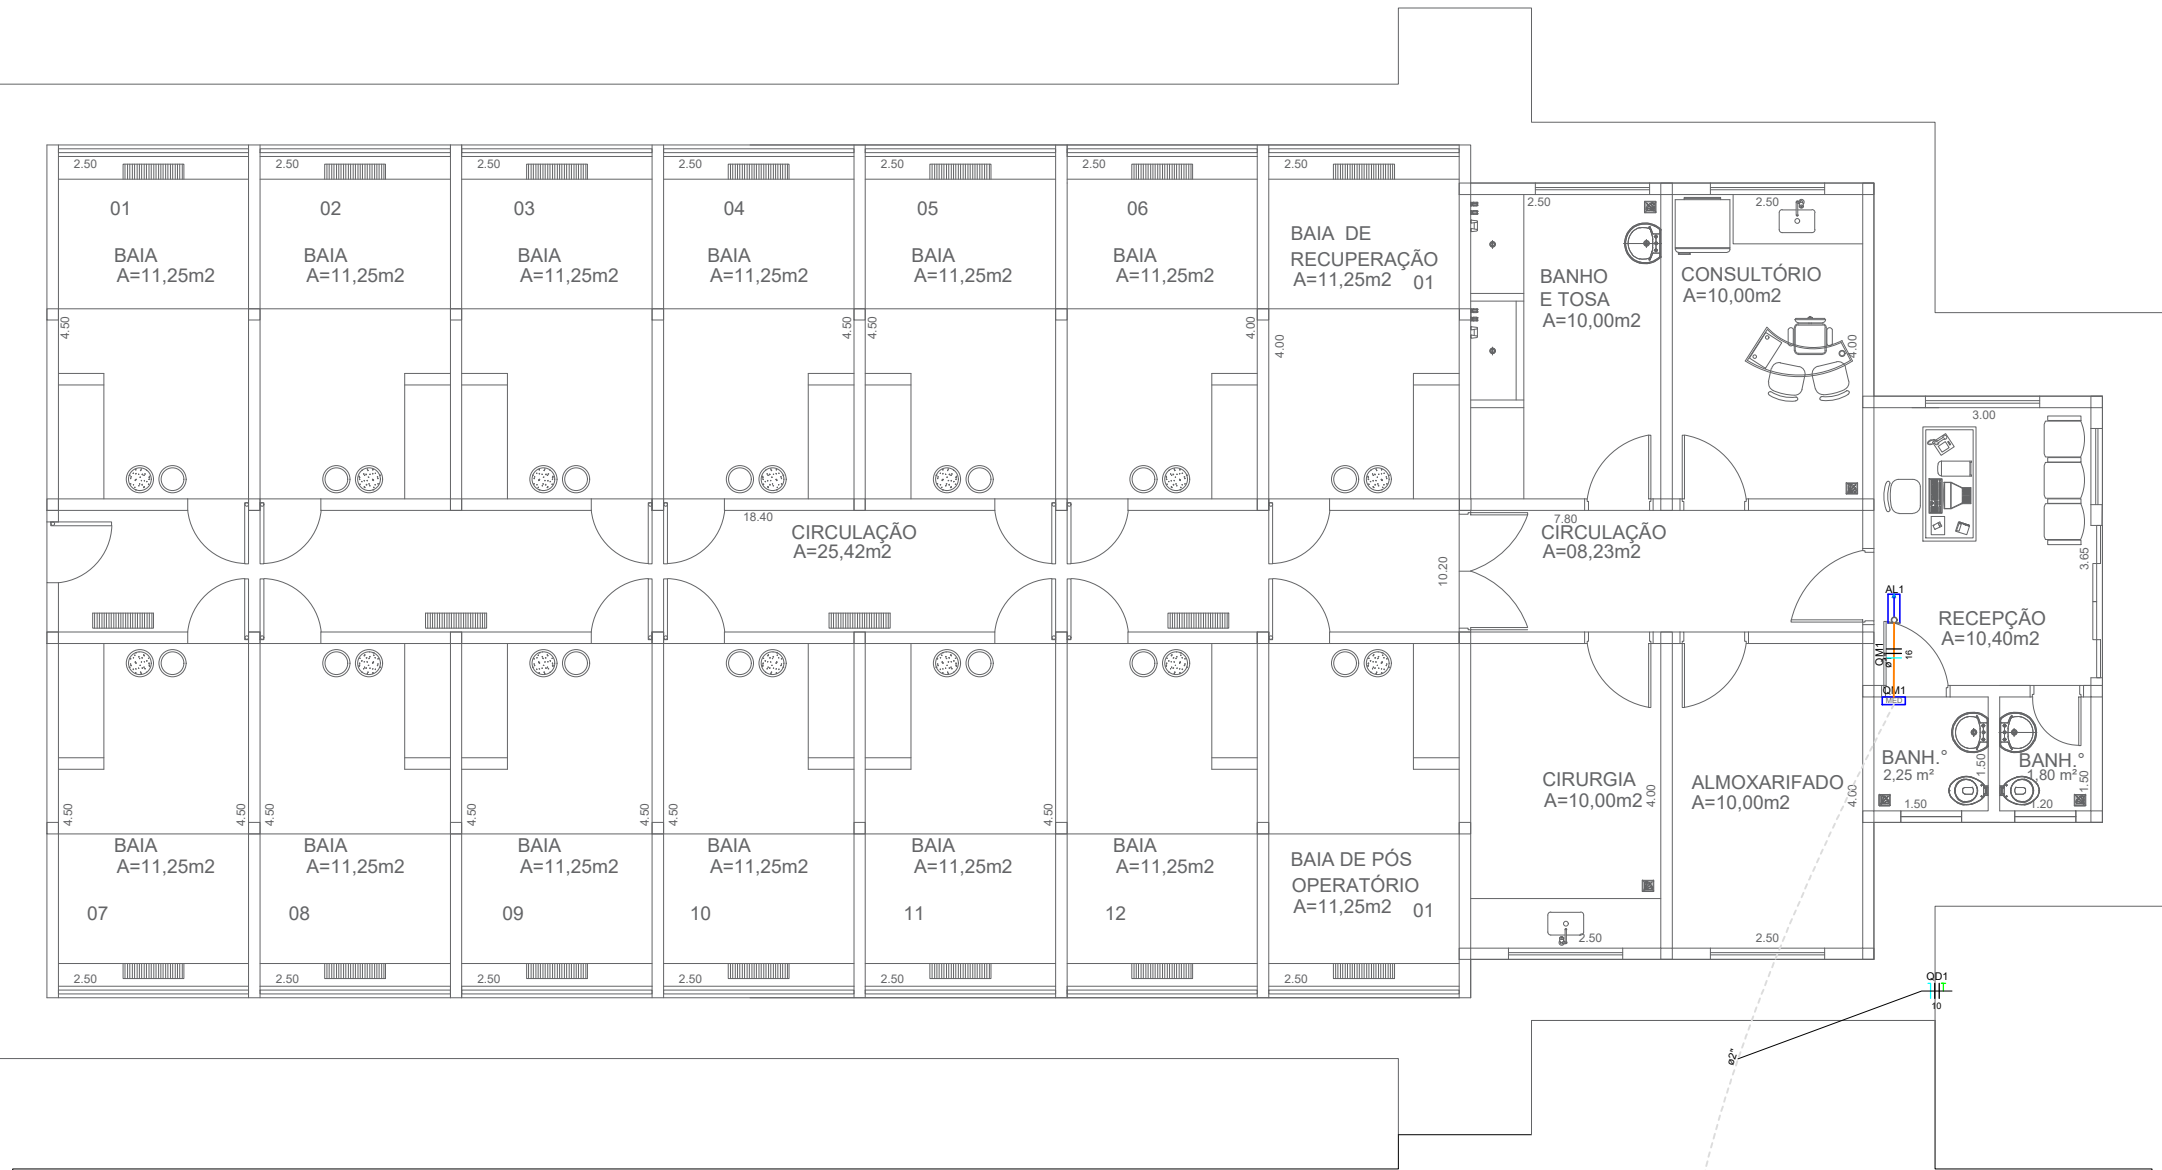 2.50
2.50
2.50
2.50
2.50
2.50
2.50
01
02
03
04
05
06
BAIA
A=11,25m2
BAIA
A=11,25m2
BAIA
A=11,25m2
BAIA
A=11,25m2
BAIA
A=11,25m2
BAIA
A=11,25m2
BAIA DE
RECUPERAÇÃO
A=11,25m2 01
2.50
2.50
BANHO
E TOSA
A=10,00m2
CONSULTÓRIO
A=10,00m2
4.50
4.50
4.50
4.00
4.00
4.00
3.00
18.40
CIRCULAÇÃO
A=25,42m2
7.80
CIRCULAÇÃO
A=08,23m2
10.20
3.65
AL1
RECEPÇÃO
A=10,40m2
QM1
ø1"
16
QM1
MED
BANH.°
2,25 m²
1.50
1.50
BANH.°
1.80 m²
1.50
1.20
CIRURGIA
A=10,00m2
4.00
ALMOXARIFADO
A=10,00m2
4.00
4.50
4.50
4.50
4.50
4.50
4.50
4.50
BAIA
A=11,25m2
BAIA
A=11,25m2
BAIA
A=11,25m2
BAIA
A=11,25m2
BAIA
A=11,25m2
BAIA
A=11,25m2
BAIA DE PÓS
OPERATÓRIO
A=11,25m2 01
07
08
09
10
11
12
2.50
2.50
2.50
2.50
2.50
2.50
2.50
2.50
2.50
QD1
T
10
ø2"